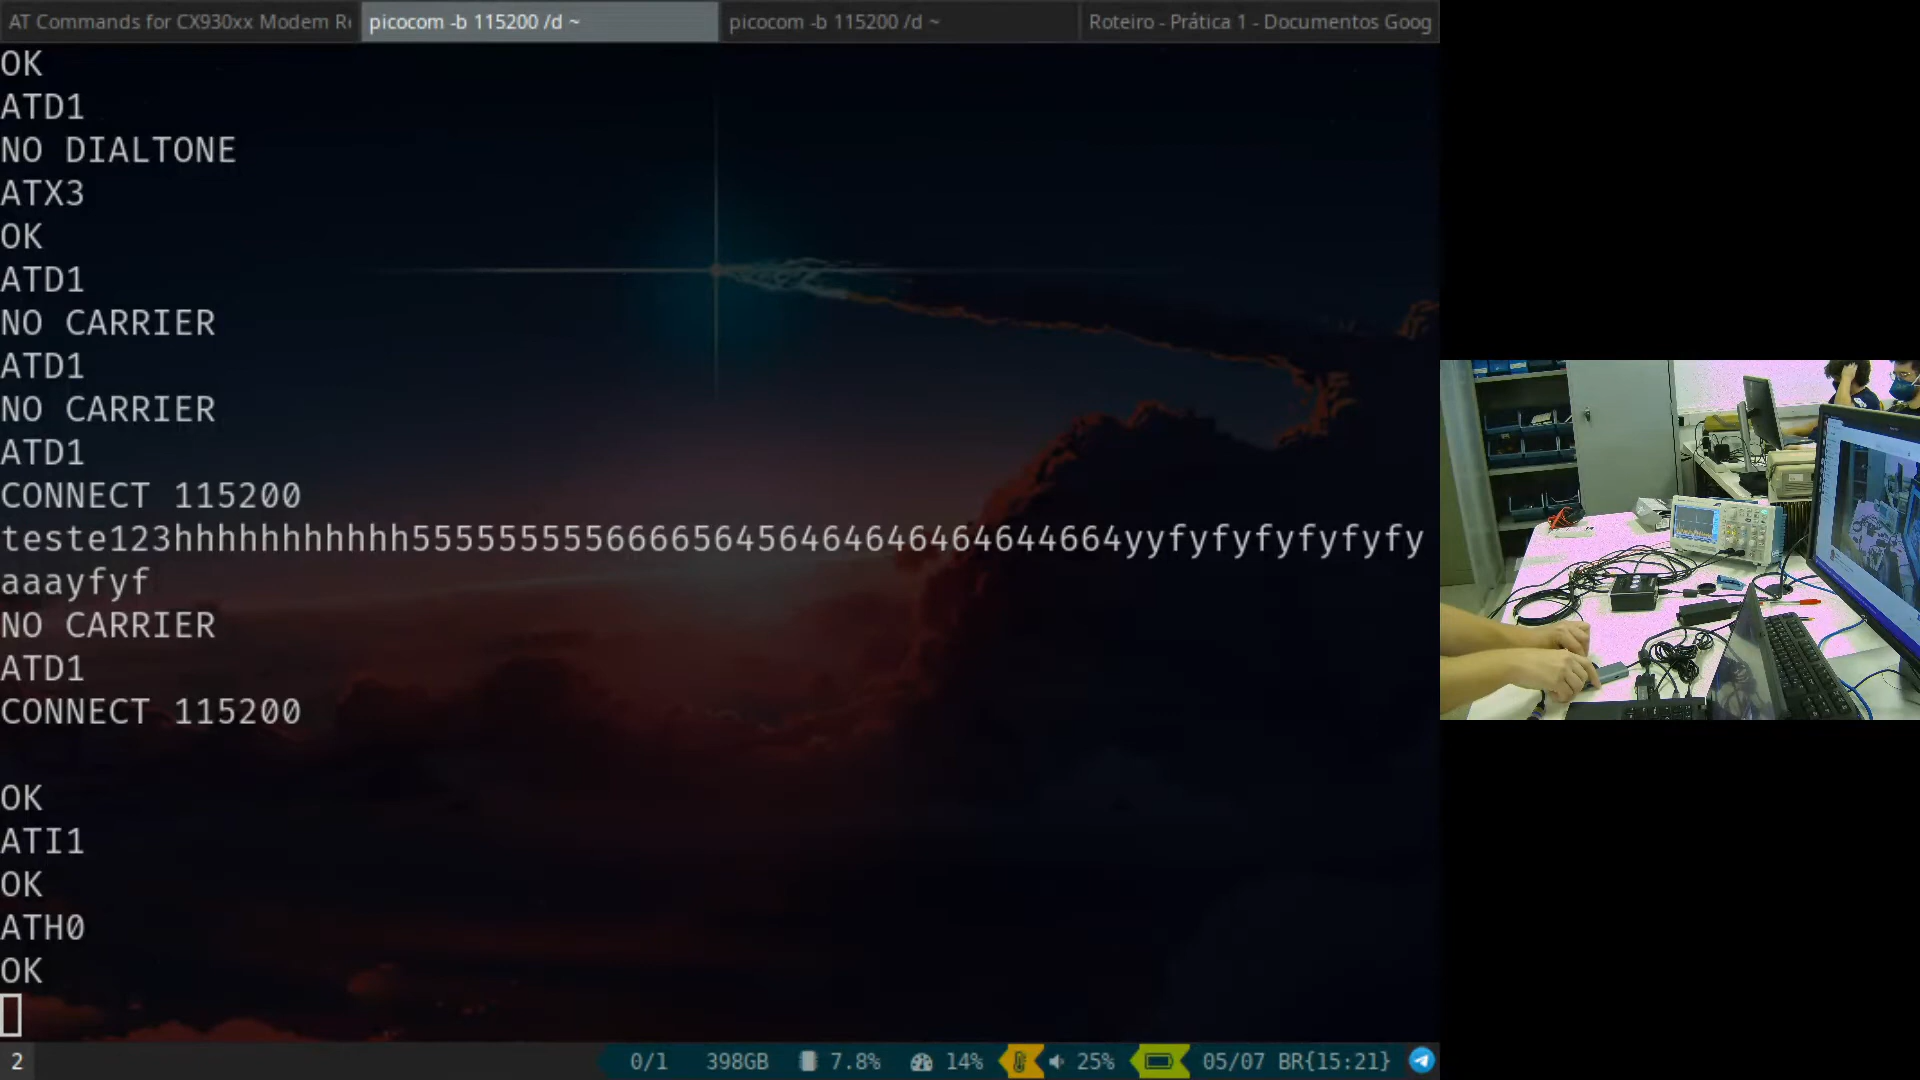 AT Commands for CX930xx Modem R
picocom -b 115200 /d ~
picocom -b 115200 /d ~
Roteiro - Prática 1 - Documentos Goog
OK
ATD1
NO DIALTONE
ATX3
OK
ATD1
NO CARRIER
ATD1
NO CARRIER
ATD1
CONNECT 115200
teste123hhhhhhhhhhh55555555566665645646464646464644664yyfyfyfyfyfyfy
aaayfyf
NO CARRIER
ATD1
CONNECT 115200
OK
ATI1
OK
ATH0
OK
2
0/1 398GB 7.8% 14% 25% 05/07 BR{15:21}